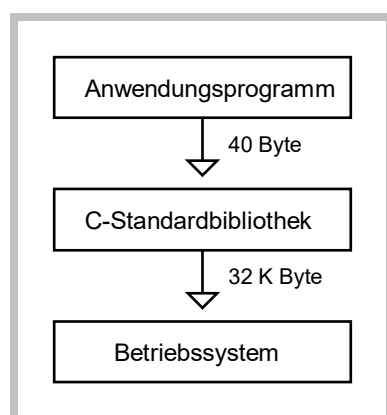 Anwendungsprogramm
40 Byte
C-Standardbibliothek
32 K Byte
Betriebssystem